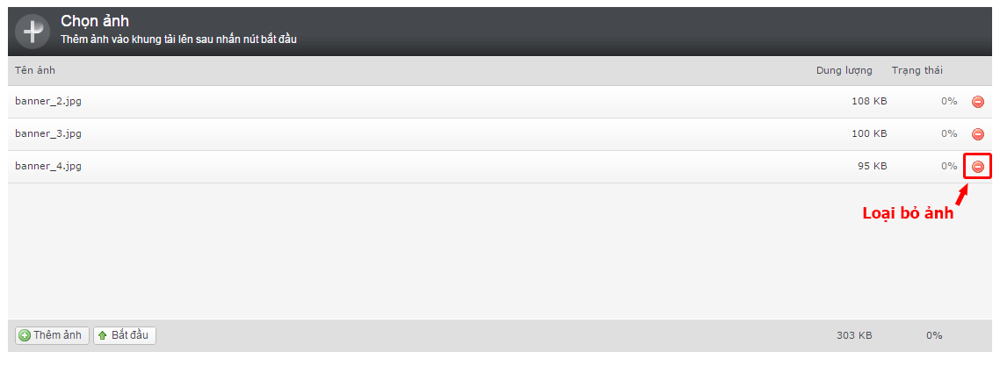 Chọn ảnh
Thêm ảnh vào khung tải lên sau nhấn nút bắt đầu
Tên ảnh Dung lượng Trạng thái
banner_2.jpg 108 KB 0%
banner_3.jpg 100 KB 0%
banner_4.jpg 95 KB 0%
Loại bỏ ảnh
Thêm ảnh Bắt đầu 303 KB 0%